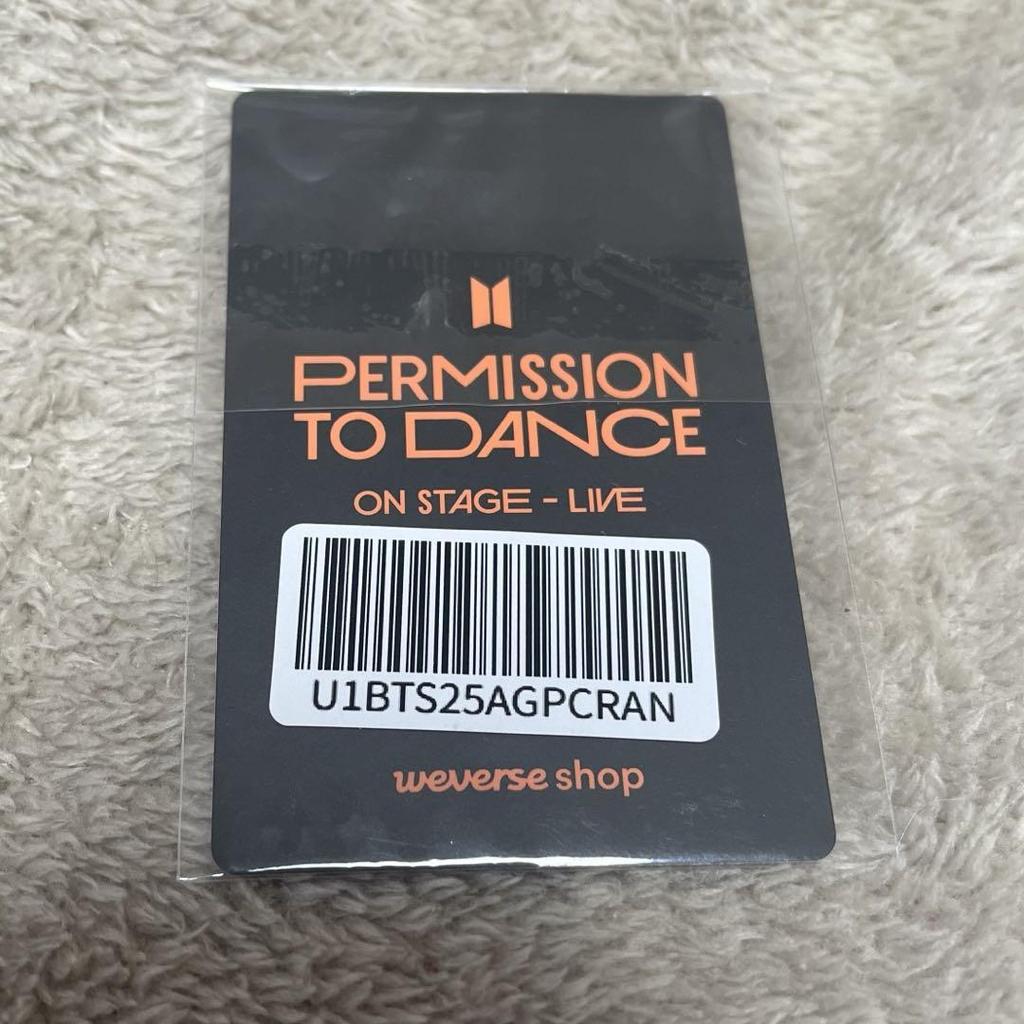 PERMISSION
TO DANCE
ON STAGE - LIVE
U1BTS25AGPCRAN
weverse shop